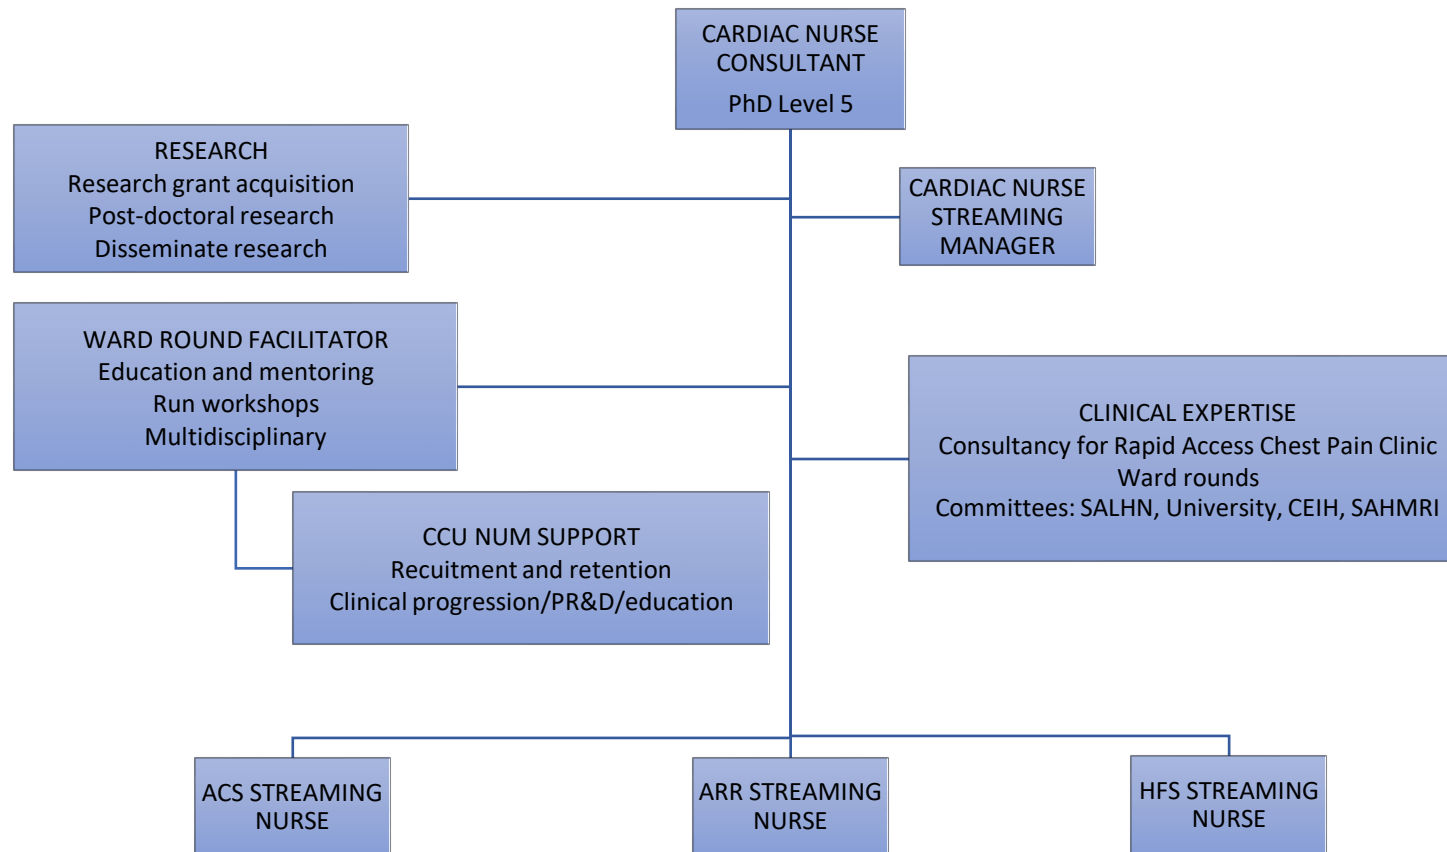 CARDIAC NURSE
CONSULTANT
PhD Level 5
RESEARCH
Research grant acquisition
Post-doctoral research
Disseminate research
CARDIAC NURSE
STREAMING
MANAGER
WARD ROUND FACILITATOR
Education and mentoring
Run workshops
Multidisciplinary
CLINICAL EXPERTISE
Consultancy for Rapid Access Chest Pain Clinic
Ward rounds
Committees: SALHN, University, CEIH, SAHMRI
CCU NUM SUPPORT
Recuitment and retention
Clinical progression/PR&D/education
ACS STREAMING
NURSE
ARR STREAMING
NURSE
HFS STREAMING
NURSE